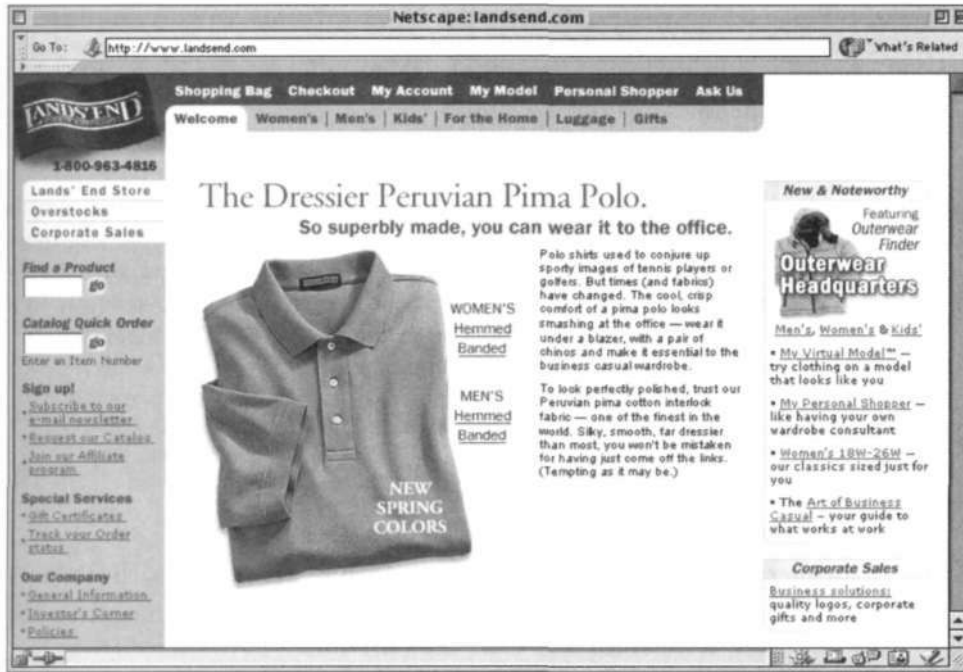 Netscape: landsend.com
Go To:
http://www.landsend.com
What's Related
LANDS' END
1-800-963-4816
Shopping Bag Checkout My Account My Model Personal Shopper Ask Us
Welcome Women's | Men's | Kids' | For the Home | Luggage | Gifts
Lands' End Store
Overstocks
Corporate Sales
Find a Product
go
Catalog Quick Order
go
Enter an Item Number
Sign up!
• Subscribe to our
e-mail newsletter
• Request our Catalog
• Join our Affiliate
program
Special Services
• Gift Certificates
• Track your Order
status
Our Company
• General Information
• Investor's Corner
• Policies
The Dressier Peruvian Pima Polo.
So superbly made, you can wear it to the office.
WOMEN'S
Hemmed
Banded
MEN'S
Hemmed
Banded
NEW
SPRING
COLORS
Polo shirts used to conjure up
sporty images of tennis players or
golfers. But times (and fabrics)
have changed. The cool, crisp
comfort of a pima polo looks
smashing at the office — wear it
under a blazer, with a pair of
chinos and make it essential to the
business casual wardrobe.
To look perfectly polished, trust our
Peruvian pima cotton interlock
fabric — one of the finest in the
world. Silky, smooth, far dressier
than most, you won't be mistaken
for having just come off the links.
(Tempting as it may be.)
New & Noteworthy
Featuring
Outerwear
Finder
Outerwear
Headquarters
Men's, Women's & Kids'
• My Virtual Model™ —
try clothing on a model
that looks like you
• My Personal Shopper —
like having your own
wardrobe consultant
• Women's 18W-26W —
our classics sized just for
you
• The Art of Business
Casual – your guide to
what works at work
Corporate Sales
Business solutions:
quality logos, corporate
gifts and more